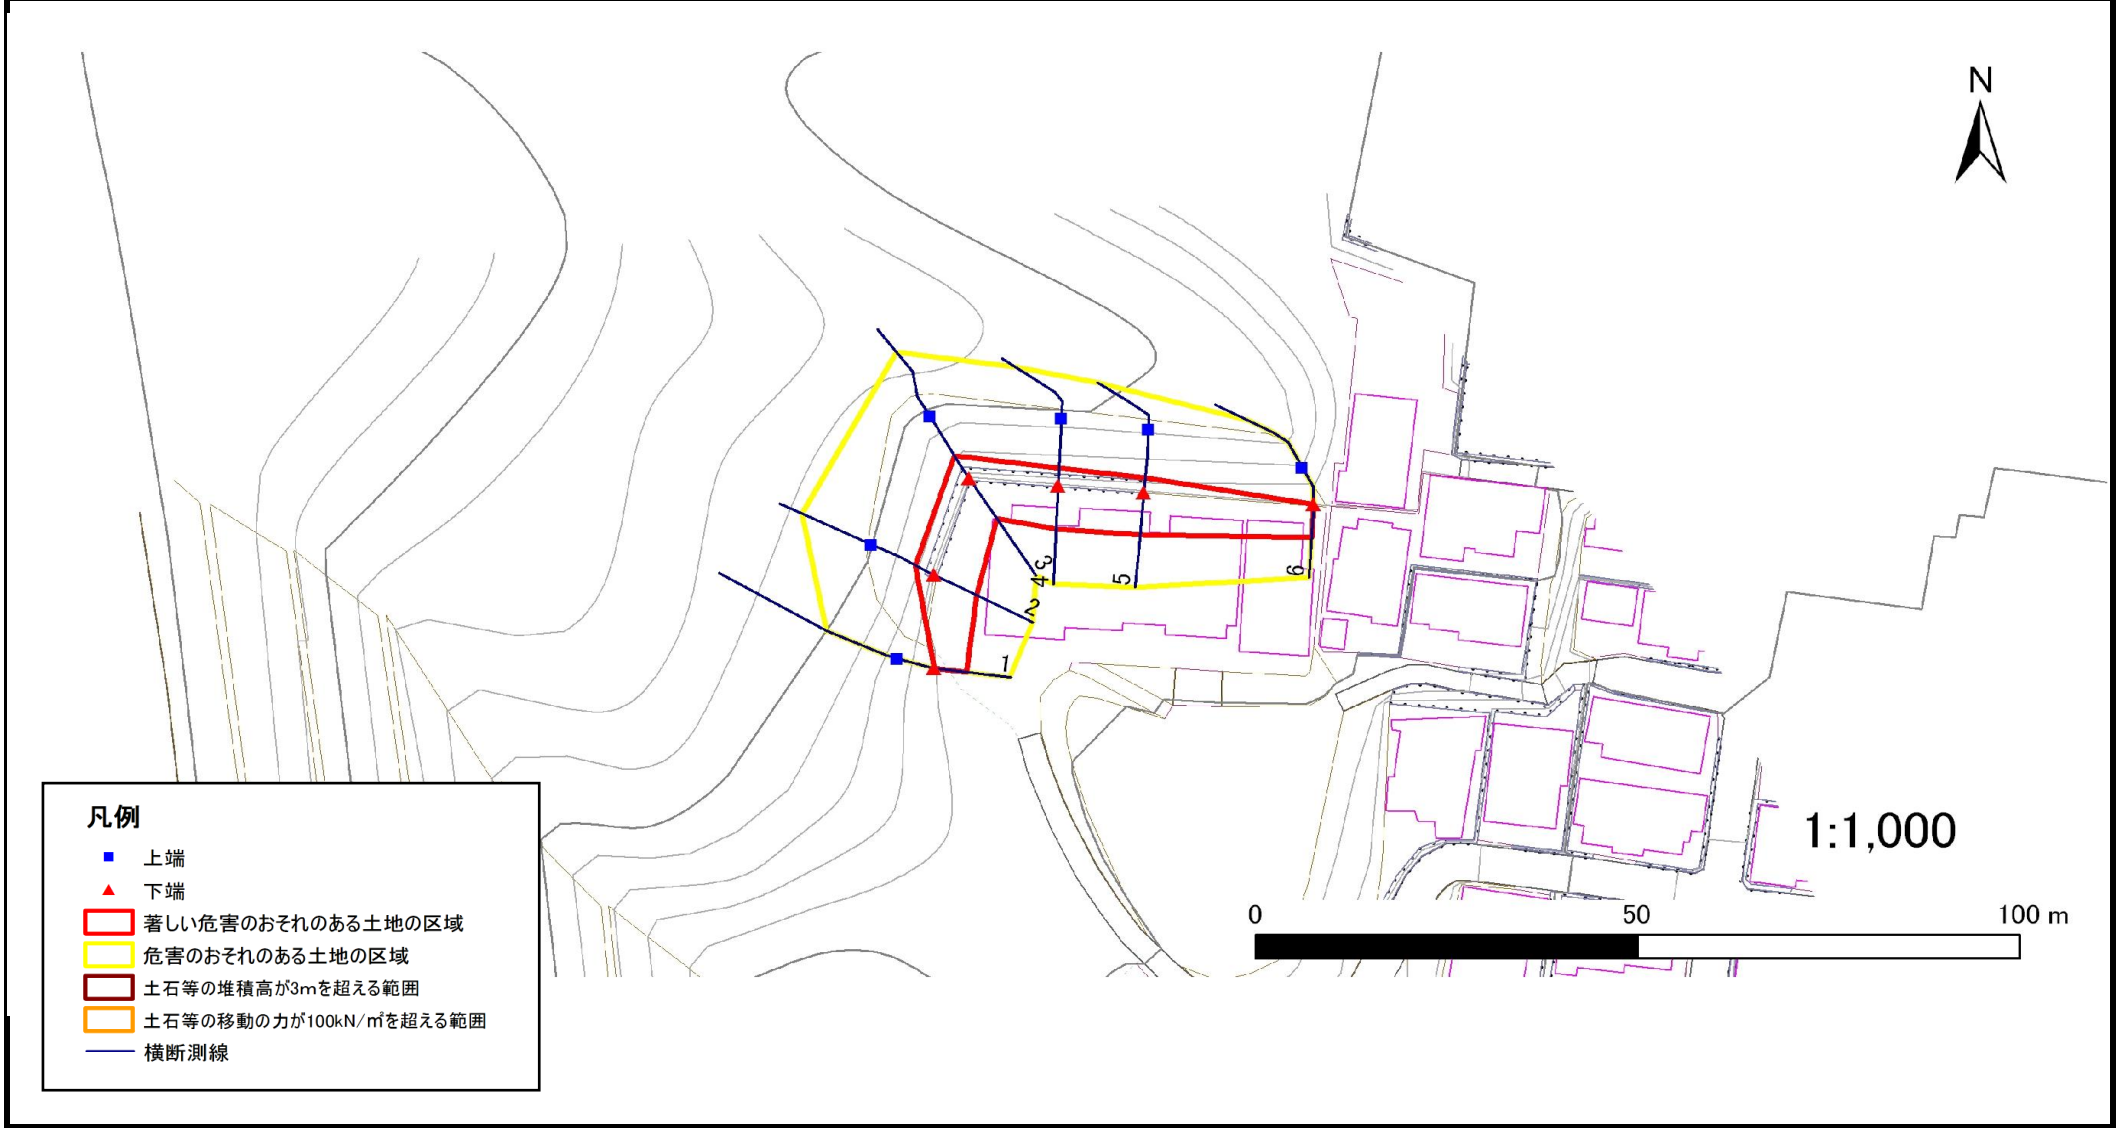 N
3
4
5
6
2
1
1:1,000
0 50 100 m
凡例
上端
下端
著しい危害のおそれのある土地の区域
危害のおそれのある土地の区域
土石等の堆積高が3mを超える範囲
土石等の移動の力が100kN/㎡を超える範囲
横断測線